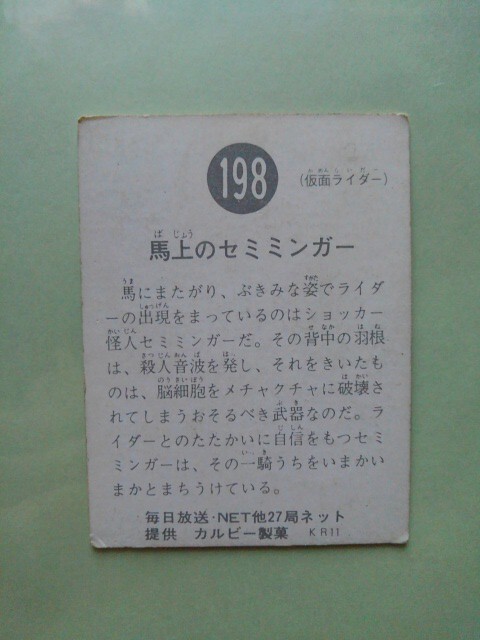 198
(仮面ライダー)
馬上のセミミンガー
馬にまたがり、ぶきみな姿でライダ
ーの出現をまっているのはショッカー
怪人セミミンガーだ。その背中の羽根
は、殺人音波を発し、それをきいたも
のは、脳細胞をメチャクチャに破壊さ
れてしまうおそるべき武器なのだ。ラ
イダーとのたたかいに自信をもつセミ
ミンガーは、その一騎うちをいまかい
まかとまちうけている。
毎日放送・NET他27局ネット
提供 カルビー製菓 KR11